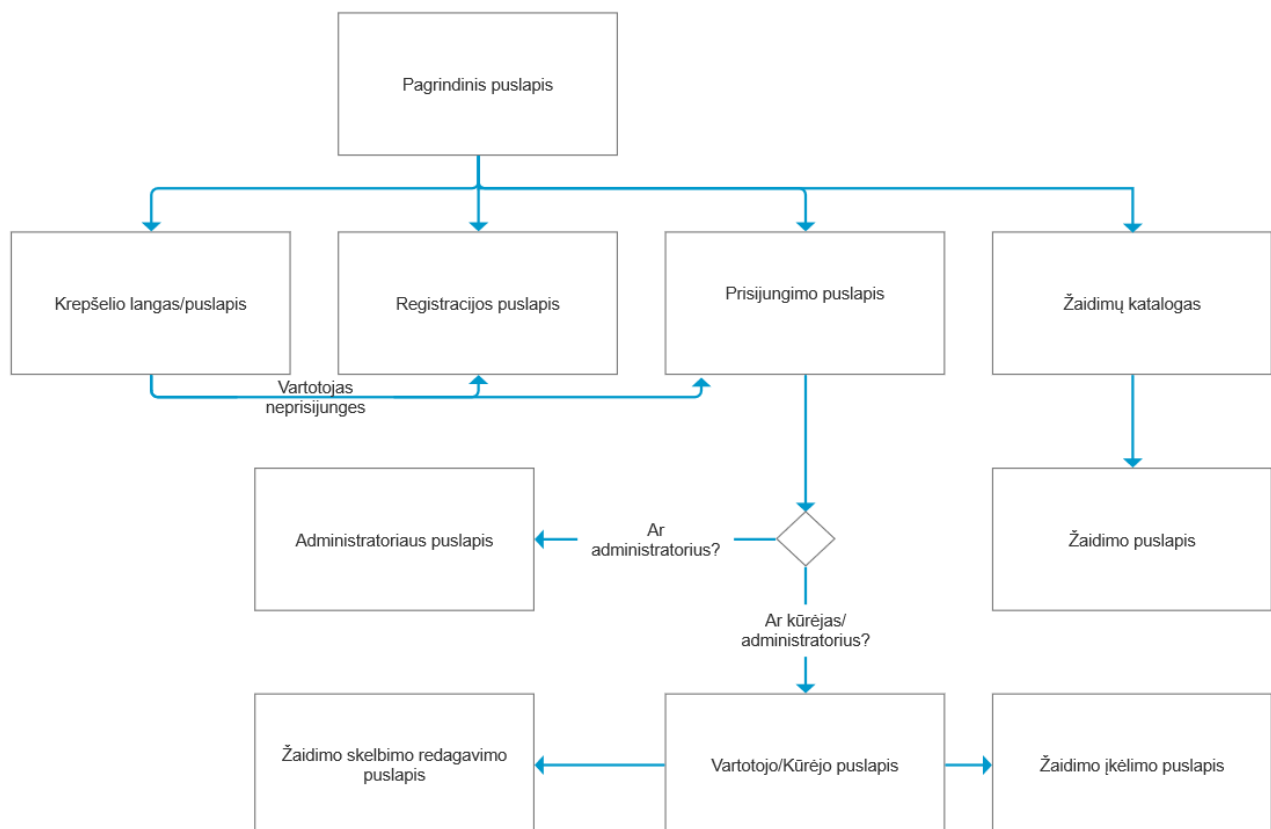 Pagrindinis puslapis
Krepšelio langas/puslapis
Registracijos puslapis
Prisijungimo puslapis
Žaidimų katalogas
Vartotojas
neprisijunges
Administratoriaus puslapis
Ar
administratorius?
Žaidimo puslapis
Ar kūrėjas/
administratorius?
Žaidimo skelbimo redagavimo
puslapis
Vartotojo/Kūrėjo puslapis
Žaidimo įkėlimo puslapis